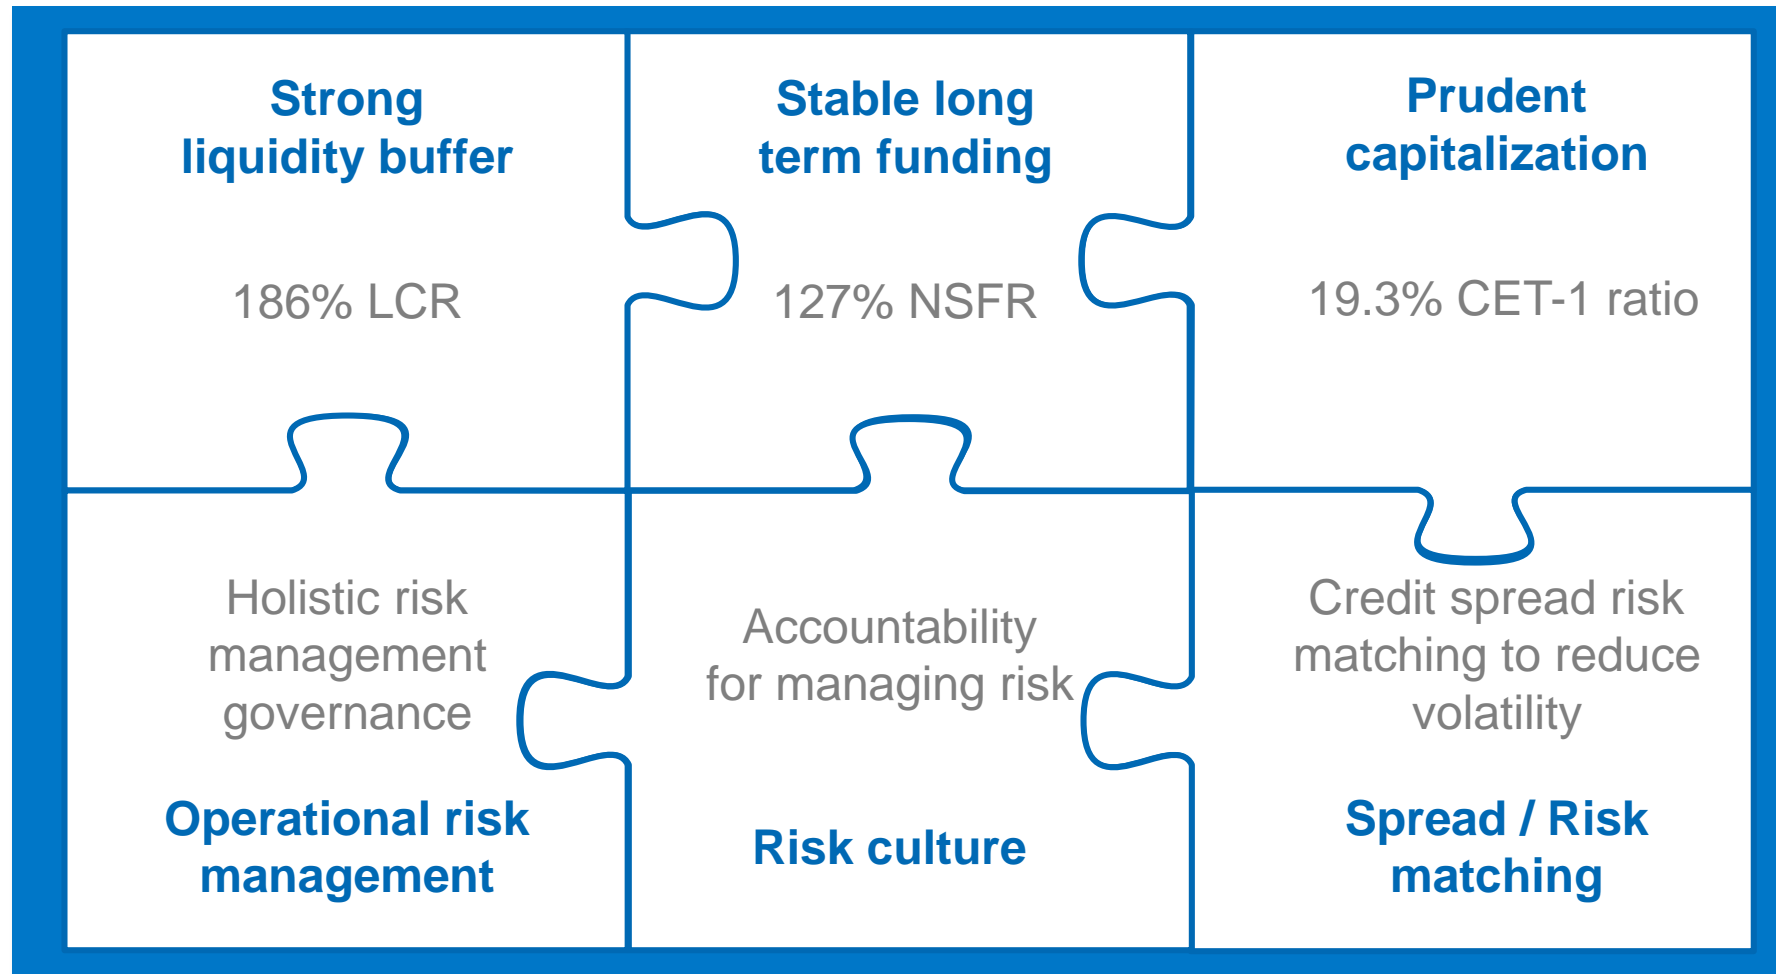 Strong
liquidity buffer
186% LCR
Stable long
term funding
127% NSFR
Prudent
capitalization
19.3% CET-1 ratio
Holistic risk
management
governance
Operational risk
management
Accountability
for managing risk
Risk culture
Credit spread risk
matching to reduce
volatility
Spread / Risk
matching